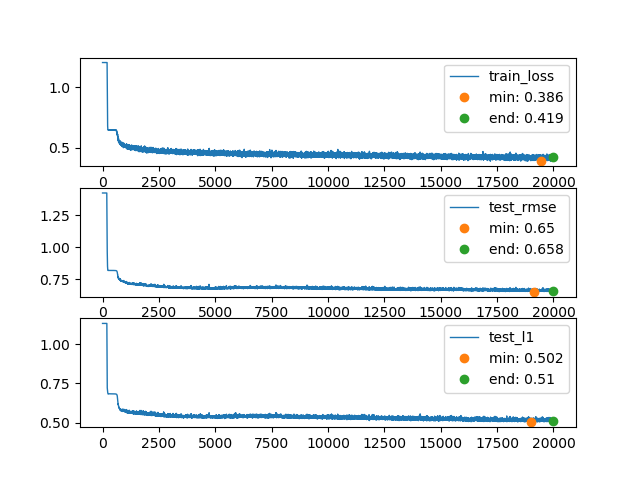 1.0
0.5
train_loss
min: 0.386
end: 0.419
0 2500 5000 7500 10000 12500 15000 17500 20000
1.25
1.00
0.75
test_rmse
min: 0.65
end: 0.658
0 2500 5000 7500 10000 12500 15000 17500 20000
1.00
0.75
0.50
test_l1
min: 0.502
end: 0.51
0 2500 5000 7500 10000 12500 15000 17500 20000